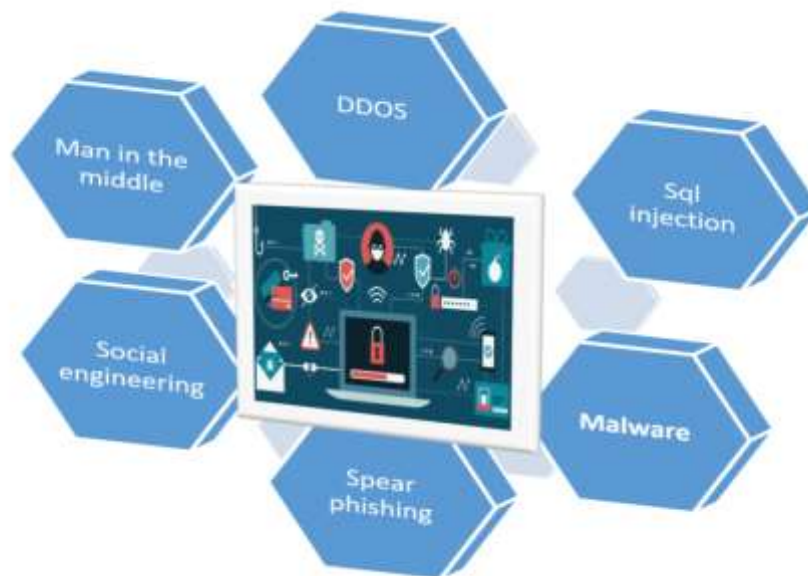 DDOS
Man in the
middle
Sql
injection
Social
engineering
Malware
Spear
phishing